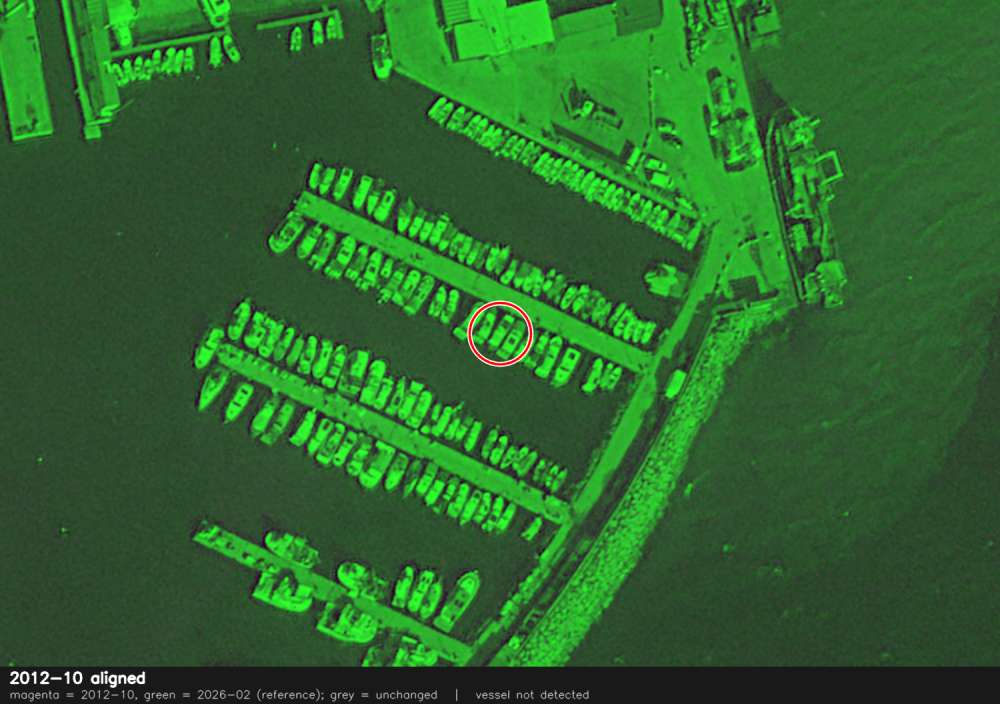 2012-10 aligned
magenta = 2012-10, green = 2026-02 (reference); grey = unchanged | vessel not detected